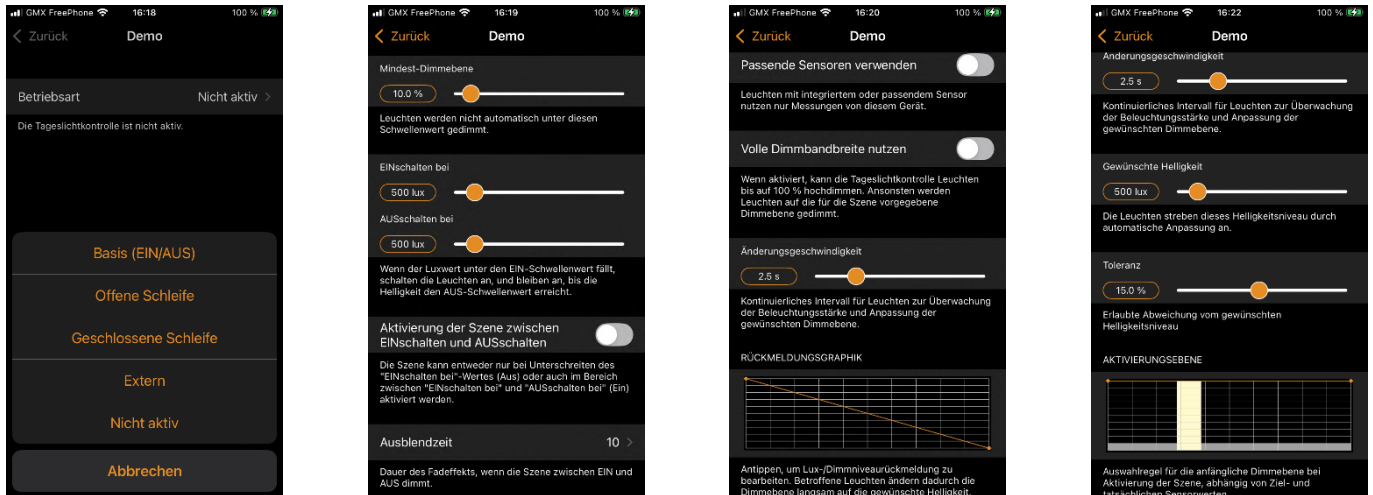 GMX FreePhone 16:18 100 %
Zurück Demo
Betriebsart Nicht aktiv
Die Tageslichtkontrolle ist nicht aktiv.
Basis (EIN/AUS)
Offene Schleife
Geschlossene Schleife
Extern
Nicht aktiv
Abbrechen
GMX FreePhone 16:19 100 %
Zurück Demo
Mindest-Dimmebene
10.0 %
Leuchten werden nicht automatisch unter diesen
Schwellenwert gedimmt.
EINschalten bei
500 lux
AUSschalten bei
500 lux
Wenn der Luxwert unter den EIN-Schwellenwert fällt,
schalten die Leuchten an, und bleiben an, bis die
Helligkeit den AUS-Schwellenwert erreicht.
Aktivierung der Szene zwischen
EINschalten und AUSschalten
Die Szene kann entweder nur bei Unterschreiten des
"EINschalten bei"-Wertes (Aus) oder auch im Bereich
zwischen "EINschalten bei" und "AUSschalten bei" (Ein)
aktiviert werden.
Ausblendzeit 10
Dauer des Fadeffekts, wenn die Szene zwischen EIN und
AUS dimmt.
GMX FreePhone 16:20 100 %
Zurück Demo
Passende Sensoren verwenden
Leuchten mit integriertem oder passendem Sensor
nutzen nur Messungen von diesem Gerät.
Volle Dimmbandbreite nutzen
Wenn aktiviert, kann die Tageslichtkontrolle Leuchten
bis auf 100 % hochdimmen. Ansonsten werden
Leuchten auf die für die Szene vorgegebene
Dimmebene gedimmt.
Änderungsgeschwindigkeit
2.5 s
Kontinuierliches Intervall für Leuchten zur Überwachung
der Beleuchtungsstärke und Anpassung der
gewünschten Dimmebene.
RÜCKMELDUNGSGRAPHIK
Antippen, um Lux-/Dimmniveaurückmeldung zu
bearbeiten. Betroffene Leuchten ändern dadurch die
Dimmebene langsam auf die gewünschte Helligkeit.
GMX FreePhone 16:22 100 %
Zurück Demo
Änderungsgeschwindigkeit
2.5 s
Kontinuierliches Intervall für Leuchten zur Überwachung
der Beleuchtungsstärke und Anpassung der
gewünschten Dimmebene.
Gewünschte Helligkeit
500 lux
Die Leuchten streben dieses Helligkeitsniveau durch
automatische Anpassung an.
Toleranz
15.0 %
Erlaubte Abweichung vom gewünschten
Helligkeitsniveau
AKTIVIERUNGSEBENE
Auswahlregel für die anfängliche Dimmebene bei
Aktivierung der Szene, abhängig von Ziel- und
tatsächlichen Sensorwerten.